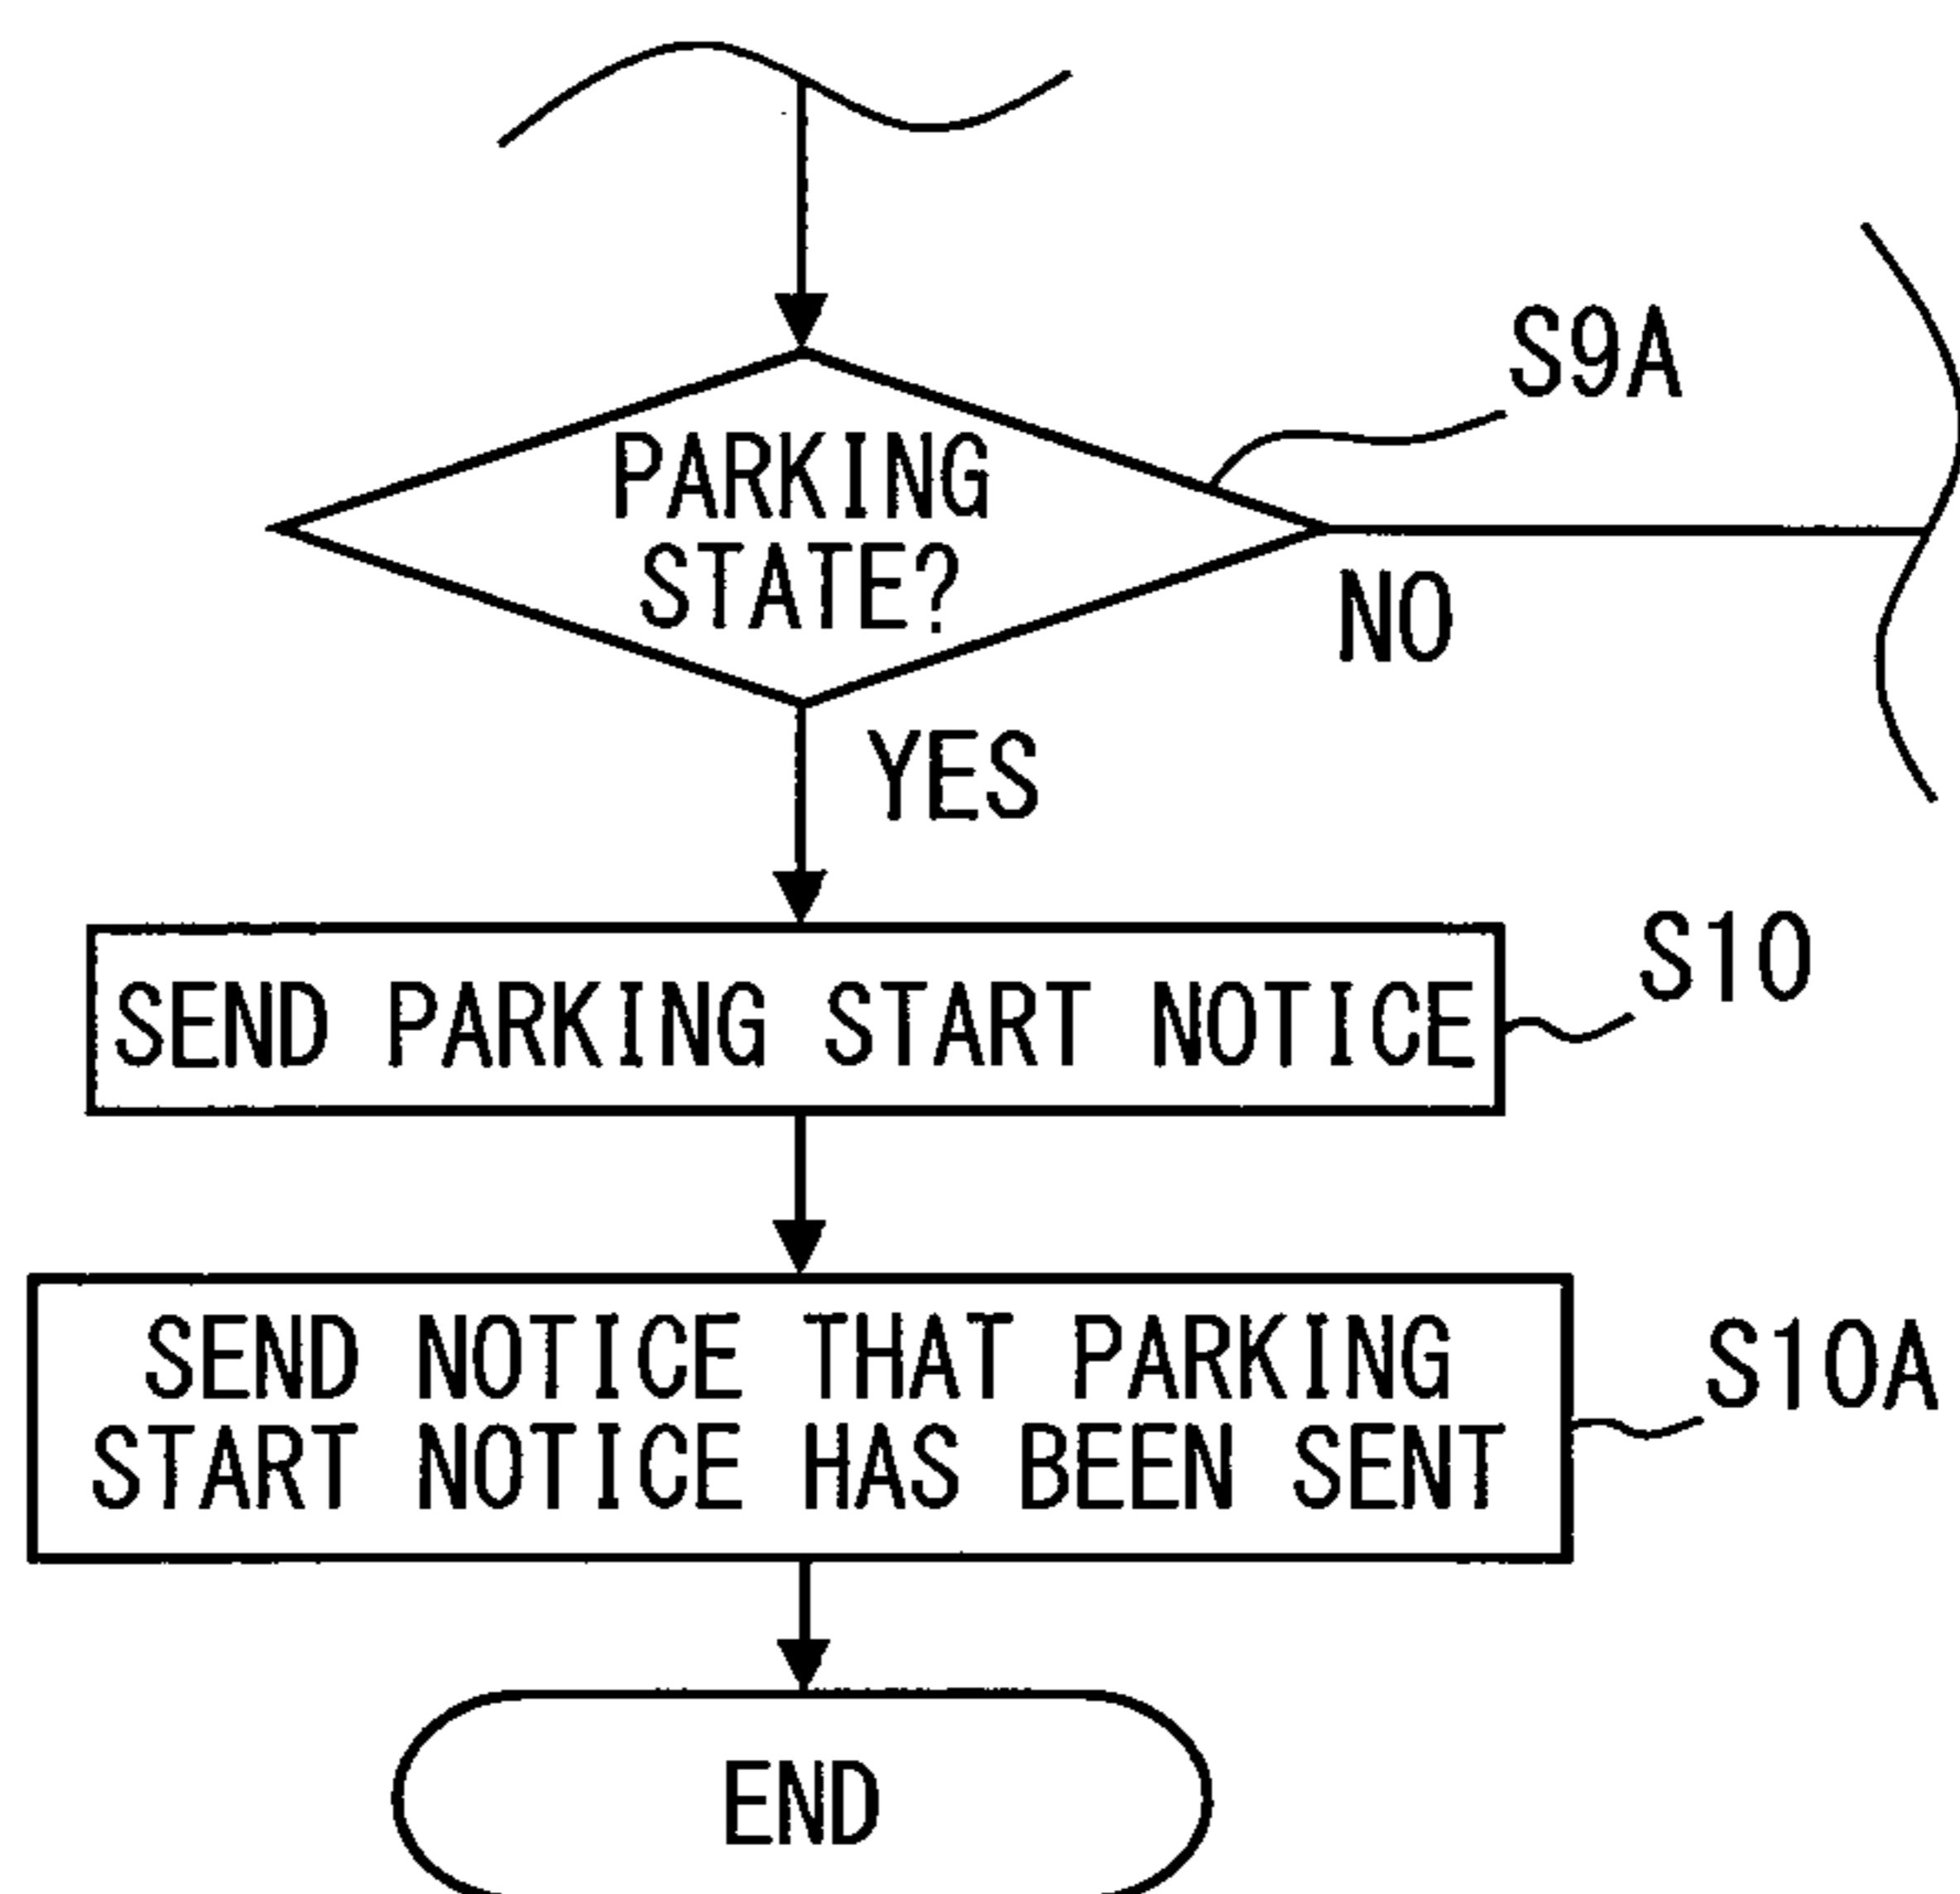 S9A
PARKING
STATE?
NO
YES
SEND PARKING START NOTICE
S10
SEND NOTICE THAT PARKING
START NOTICE HAS BEEN SENT
S10A
END